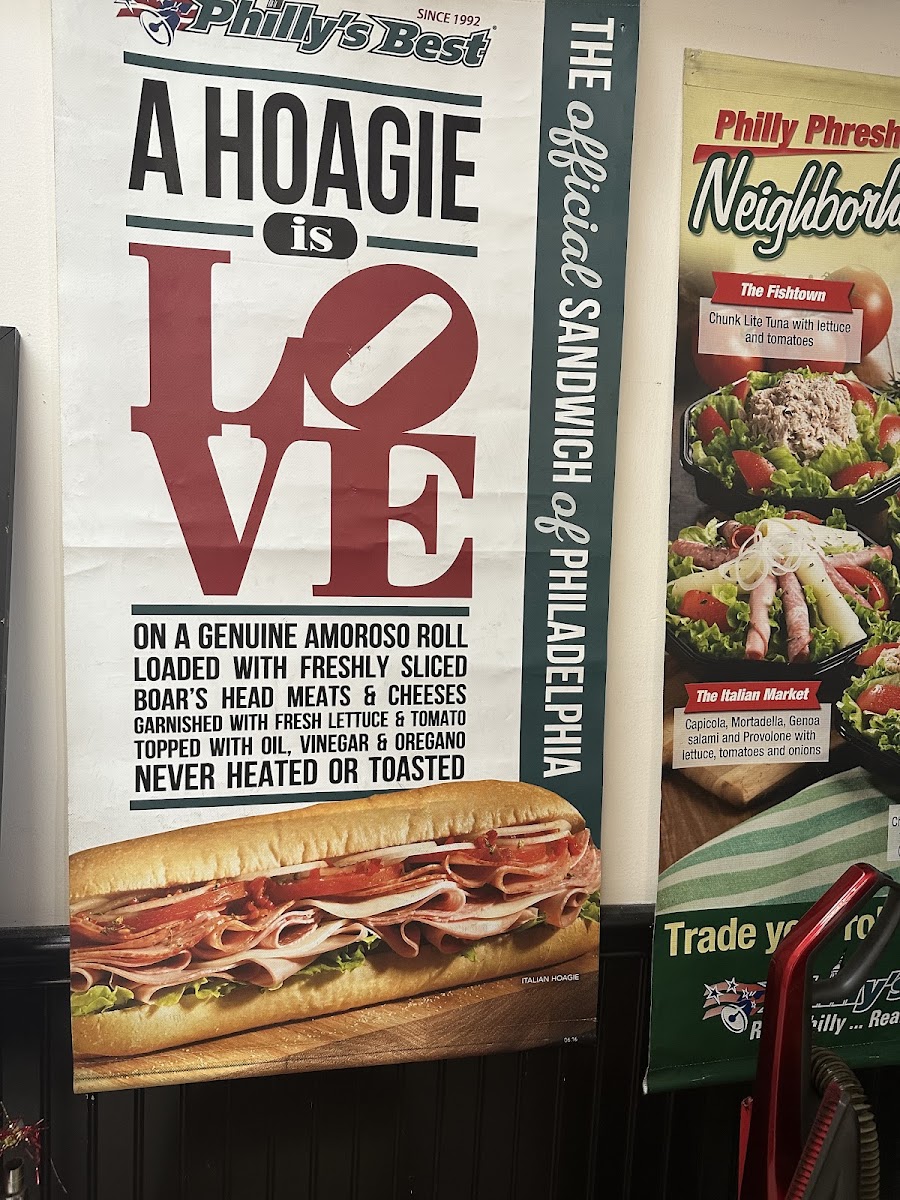 Philly's Best
SINCE 1992
A HOAGIE
is
LOVE
ON A GENUINE AMOROSO ROLL
LOADED WITH FRESHLY SLICED
BOAR'S HEAD MEATS & CHEESES
GARNISHED WITH FRESH LETTUCE & TOMATO
TOPPED WITH OIL, VINEGAR & OREGANO
NEVER HEATED OR TOASTED
ITALIAN HOAGIE
06.16
THE official SANDWICH of PHILADELPHIA
Philly Phresh
The Fishtown
Chunk Lite Tuna with lettuce
and tomatoes
The Italian Market
Capicola, Mortadella, Genoa
salami and Provolone with
lettuce, tomatoes and onions
Trade